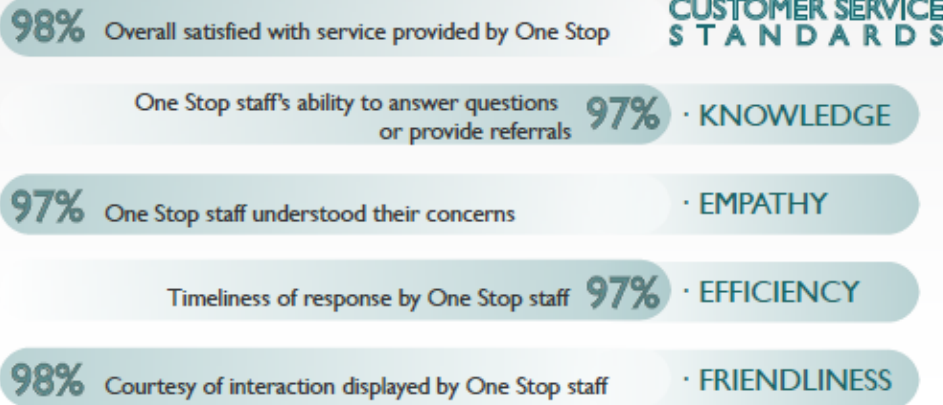 98% Overall satisfied with service provided by One Stop
CUSTOMER SERVICE
STANDARDS
One Stop staff's ability to answer questions
or provide referrals
97%
· KNOWLEDGE
97% One Stop staff understood their concerns
· EMPATHY
Timeliness of response by One Stop staff 97%
· EFFICIENCY
98% Courtesy of interaction displayed by One Stop staff
· FRIENDLINESS